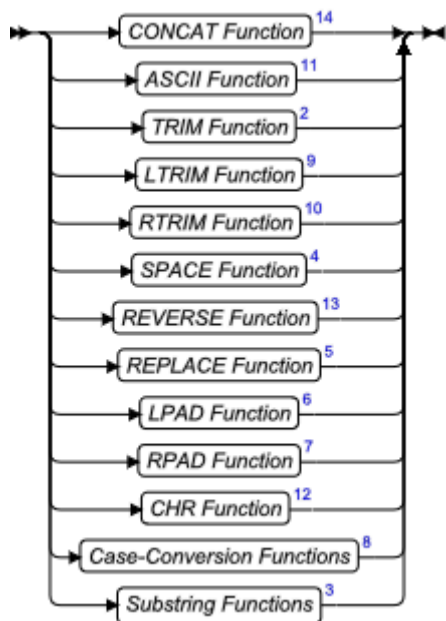 CONCAT Function 14
ASCII Function 11
TRIM Function 2
LTRIM Function 9
RTRIM Function 10
SPACE Function 4
REVERSE Function 13
REPLACE Function 5
LPAD Function 6
RPAD Function 7
CHR Function 12
Case-Conversion Functions 8
Substring Functions 3